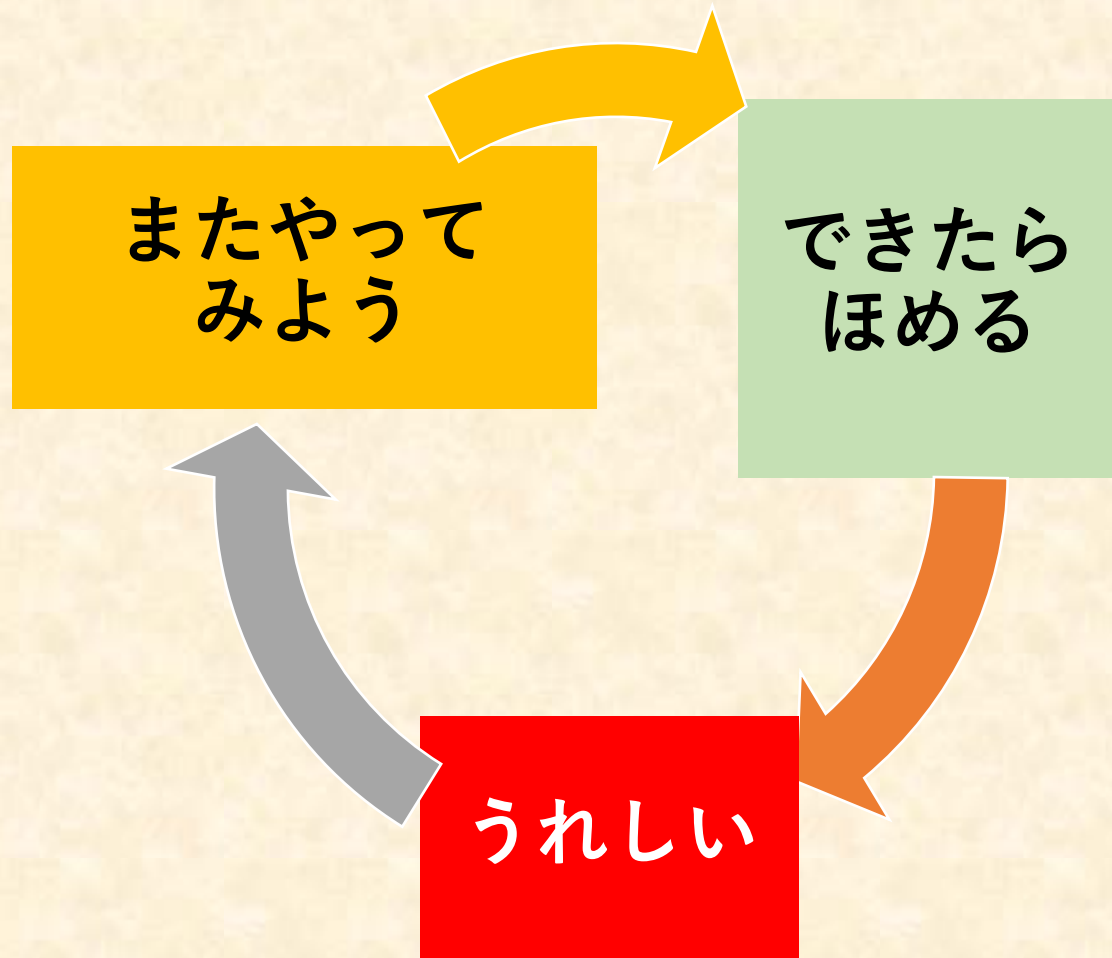 またやって
みよう
できたら
ほめる
うれしい